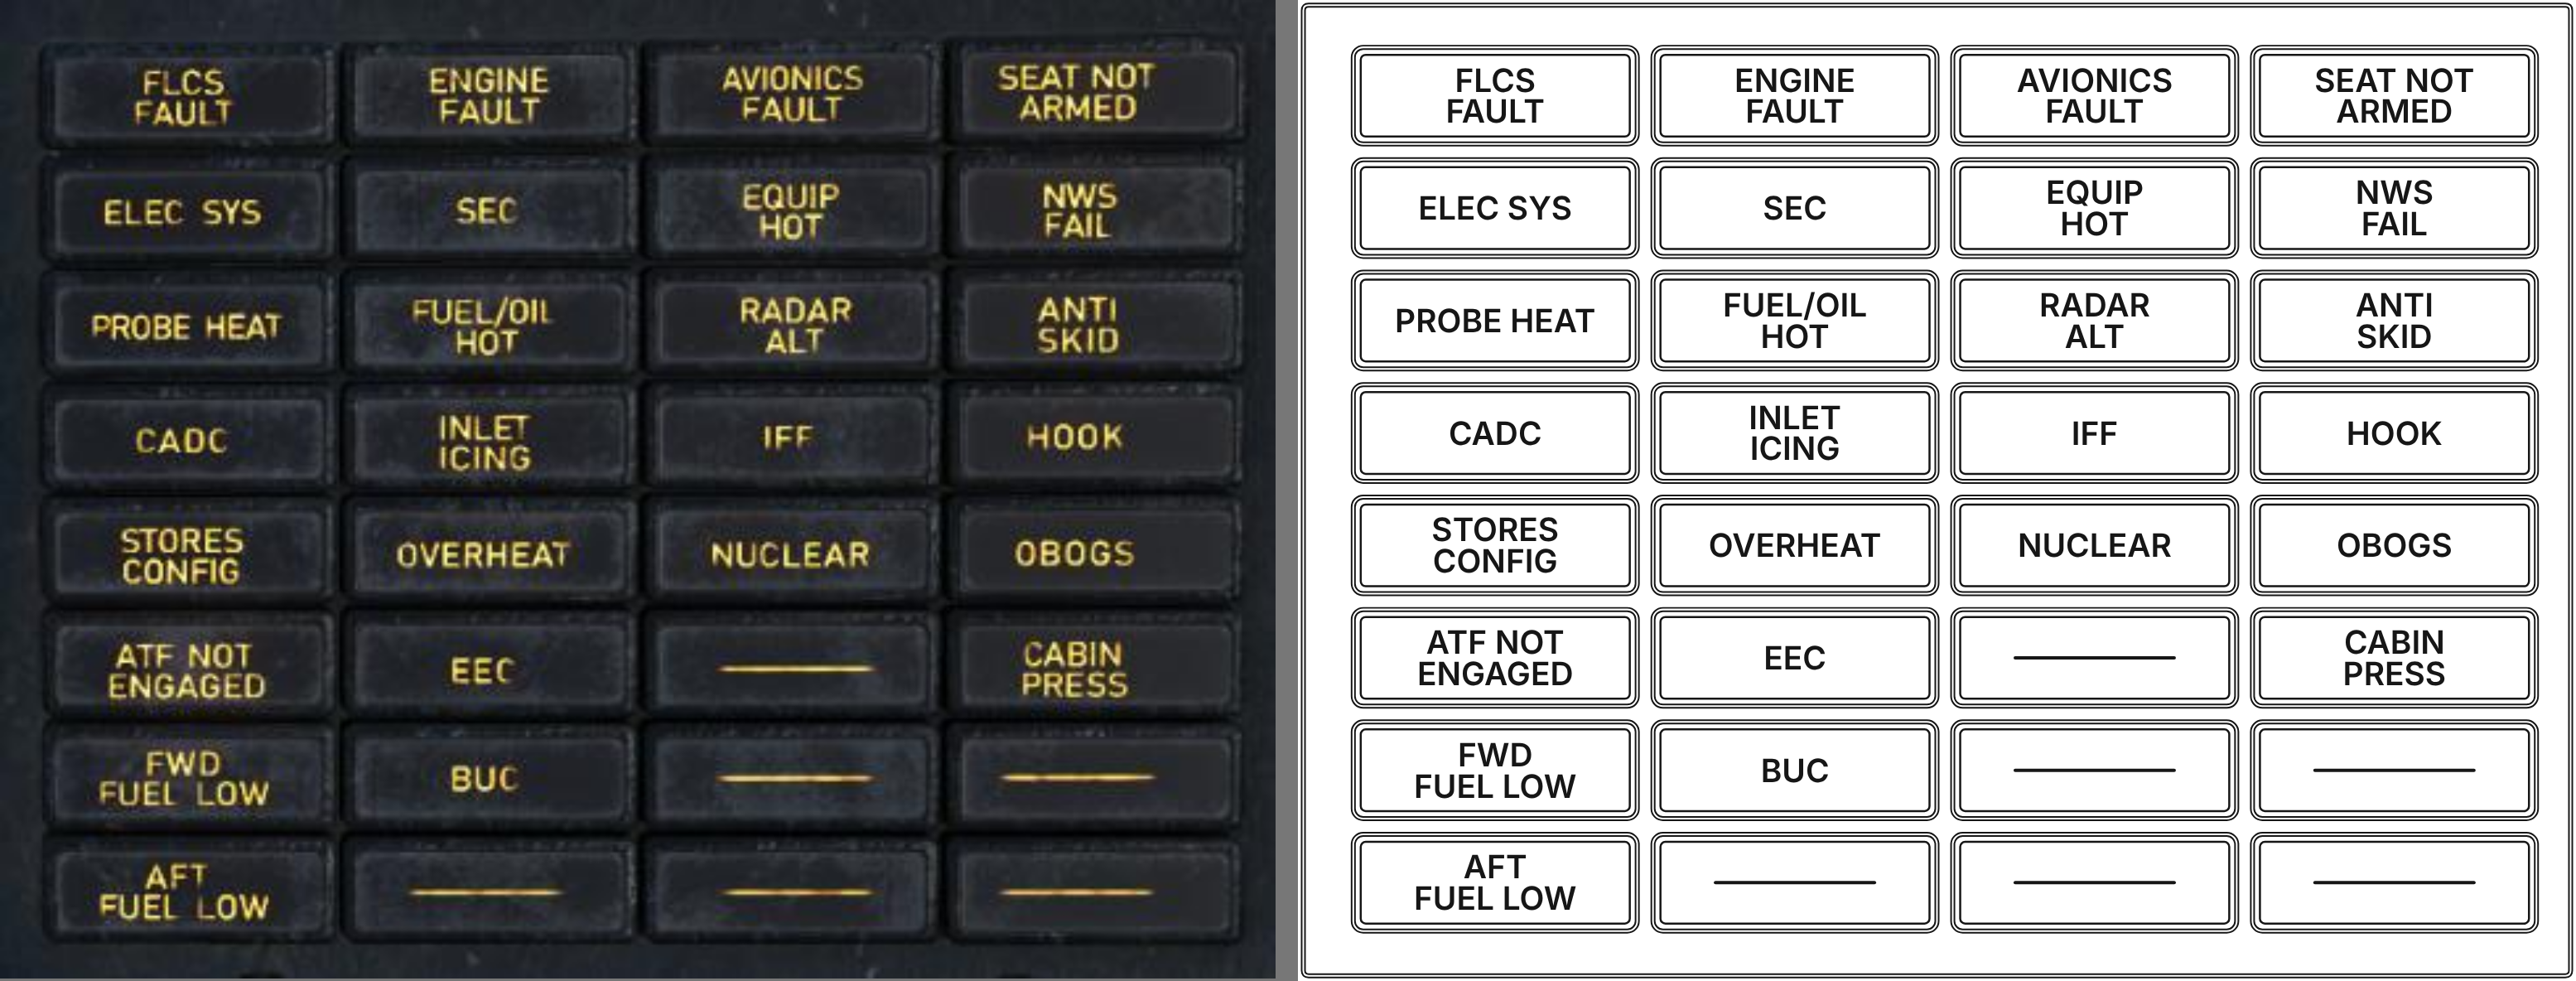 FLCS
FAULT
ENGINE
FAULT
AVIONICS
FAULT
SEAT NOT
ARMED
ELEC SYS
SEC
EQUIP
HOT
NWS
FAIL
PROBE HEAT
FUEL/OIL
HOT
RADAR
ALT
ANTI
SKID
CADC
INLET
ICING
IFF
HOOK
STORES
CONFIG
OVERHEAT
NUCLEAR
OBOGS
ATF NOT
ENGAGED
EEC
CABIN
PRESS
FWD
FUEL LOW
BUC
AFT
FUEL LOW
FLCS
FAULT
ENGINE
FAULT
AVIONICS
FAULT
SEAT NOT
ARMED
ELEC SYS
SEC
EQUIP
HOT
NWS
FAIL
PROBE HEAT
FUEL/OIL
HOT
RADAR
ALT
ANTI
SKID
CADC
INLET
ICING
IFF
HOOK
STORES
CONFIG
OVERHEAT
NUCLEAR
OBOGS
ATF NOT
ENGAGED
EEC
CABIN
PRESS
FWD
FUEL LOW
BUC
AFT
FUEL LOW